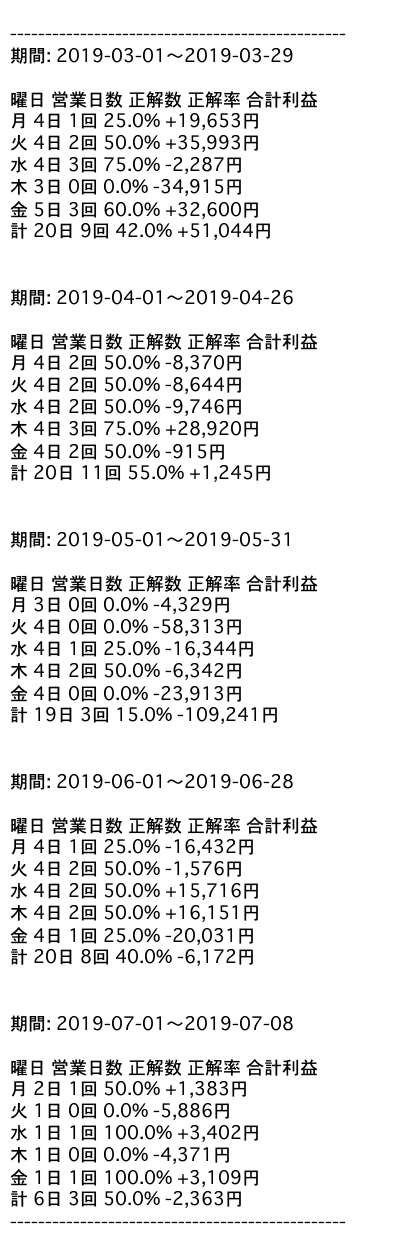 ------------------------------------------------
期間: 2019-03-01〜2019-03-29
曜日 営業日数 正解数 正解率 合計利益
月 4日 1回 25.0% +19,653円
火 4日 2回 50.0% +35,993円
水 4日 3回 75.0% -2,287円
木 3日 0回 0.0% -34,915円
金 5日 3回 60.0% +32,600円
計 20日 9回 42.0% +51,044円
期間: 2019-04-01〜2019-04-26
曜日 営業日数 正解数 正解率 合計利益
月 4日 2回 50.0% -8,370円
火 4日 2回 50.0% -8,644円
水 4日 2回 50.0% -9,746円
木 4日 3回 75.0% +28,920円
金 4日 2回 50.0% -915円
計 20日 11回 55.0% +1,245円
期間: 2019-05-01〜2019-05-31
曜日 営業日数 正解数 正解率 合計利益
月 3日 0回 0.0% -4,329円
火 4日 0回 0.0% -58,313円
水 4日 1回 25.0% -16,344円
木 4日 2回 50.0% -6,342円
金 4日 0回 0.0% -23,913円
計 19日 3回 15.0% -109,241円
期間: 2019-06-01〜2019-06-28
曜日 営業日数 正解数 正解率 合計利益
月 4日 1回 25.0% -16,432円
火 4日 2回 50.0% -1,576円
水 4日 2回 50.0% +15,716円
木 4日 2回 50.0% +16,151円
金 4日 1回 25.0% -20,031円
計 20日 8回 40.0% -6,172円
期間: 2019-07-01〜2019-07-08
曜日 営業日数 正解数 正解率 合計利益
月 2日 1回 50.0% +1,383円
火 1日 0回 0.0% -5,886円
水 1日 1回 100.0% +3,402円
木 1日 0回 0.0% -4,371円
金 1日 1回 100.0% +3,109円
計 6日 3回 50.0% -2,363円
------------------------------------------------